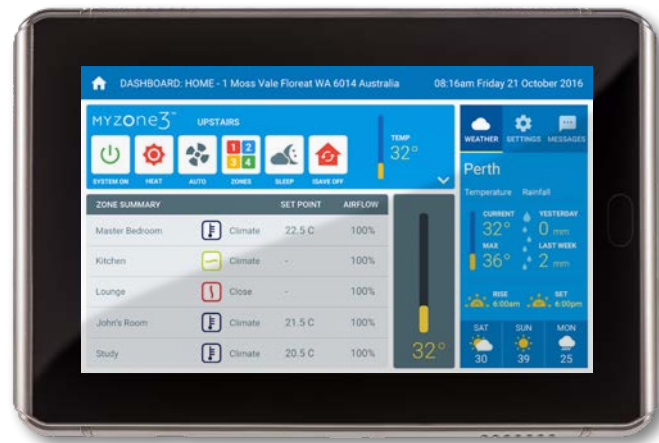 DASHBOARD: HOME - 1 Moss Vale Floreat WA 6014 Australia 08:16am Friday 21 October 2016
MYZONE3™ UPSTAIRS
SYSTEM ON HEAT AUTO 1 2 3 4 ZONES SLEEP ISAVE OFF
TEMP
32°
WEATHER SETTINGS MESSAGES
Perth
Temperature Rainfall
CURRENT YESTERDAY
32° 0 mm
MAX LAST WEEK
36° 2 mm
RISE SET
6:00am 6:00pm
SAT SUN MON
30 39 25
ZONE SUMMARY SET POINT AIRFLOW
Master Bedroom Climate 22.5 C 100%
Kitchen Climate - 100%
Lounge Close - 100%
John's Room Climate 21.5 C 100%
Study Climate 20.5 C 100%
32°